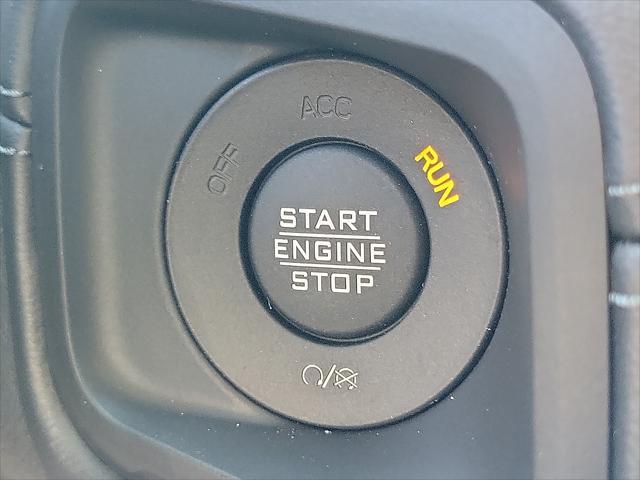 ACC
OFF
RUN
START
ENGINE
STOP